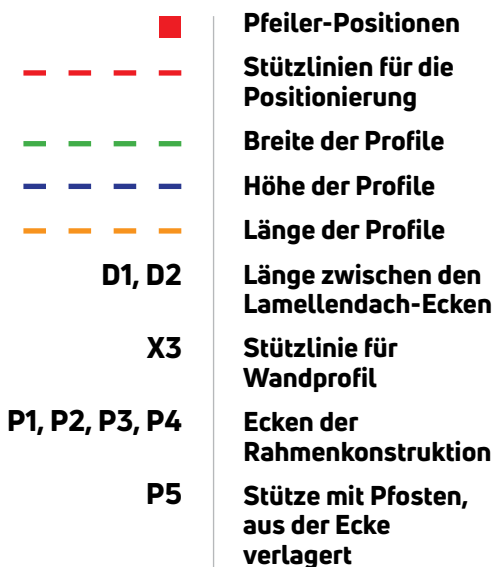 Pfeiler-Positionen
Stützlinien für die
Positionierung
Breite der Profile
Höhe der Profile
Länge der Profile
D1, D2 Länge zwischen den
Lamellendach-Ecken
X3 Stützlinie für
Wandprofil
P1, P2, P3, P4 Ecken der
Rahmenkonstruktion
P5 Stütze mit Pfosten,
aus der Ecke
verlagert